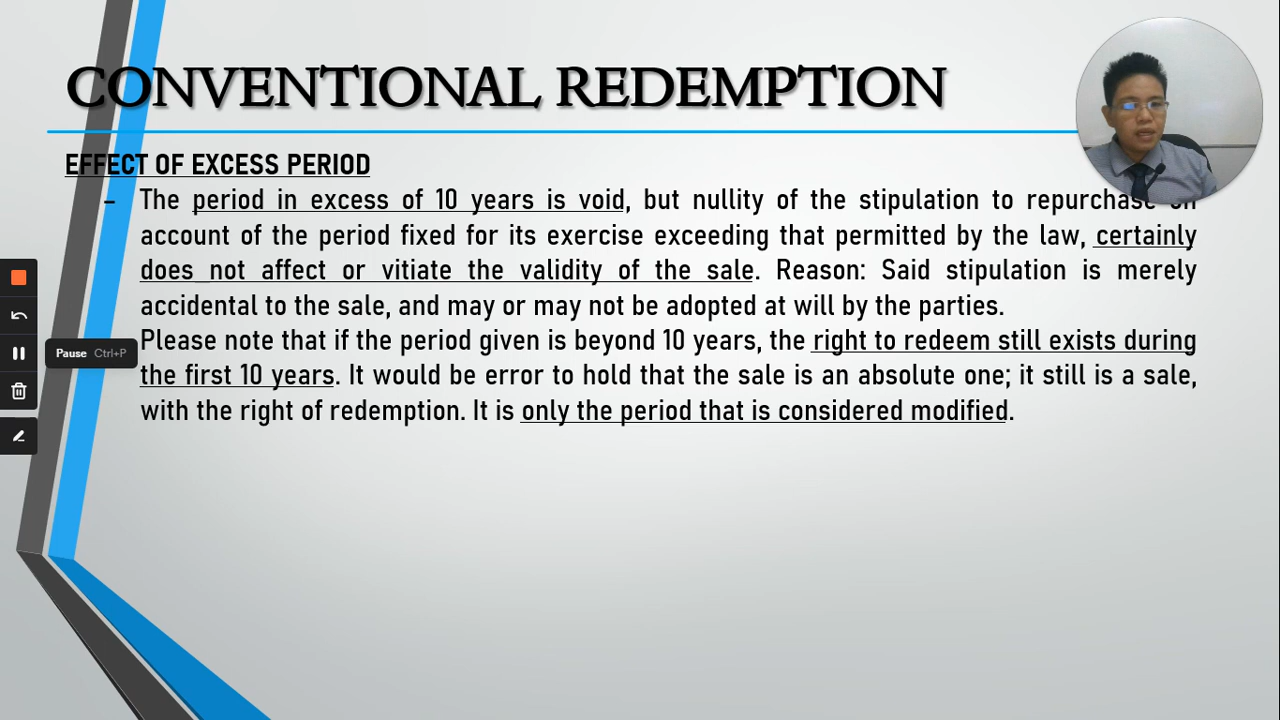 CONVENTIONAL REDEMPTION
EFFECT OF EXCESS PERIOD
- The period in excess of 10 years is void, but nullity of the stipulation to repurchase on
account of the period fixed for its exercise exceeding that permitted by the law, certainly
does not affect or vitiate the validity of the sale. Reason: Said stipulation is merely
accidental to the sale, and may or may not be adopted at will by the parties.
Please note that if the period given is beyond 10 years, the right to redeem still exists during
the first 10 years. It would be error to hold that the sale is an absolute one; it still is a sale,
with the right of redemption. It is only the period that is considered modified.
Pause Ctrl+P